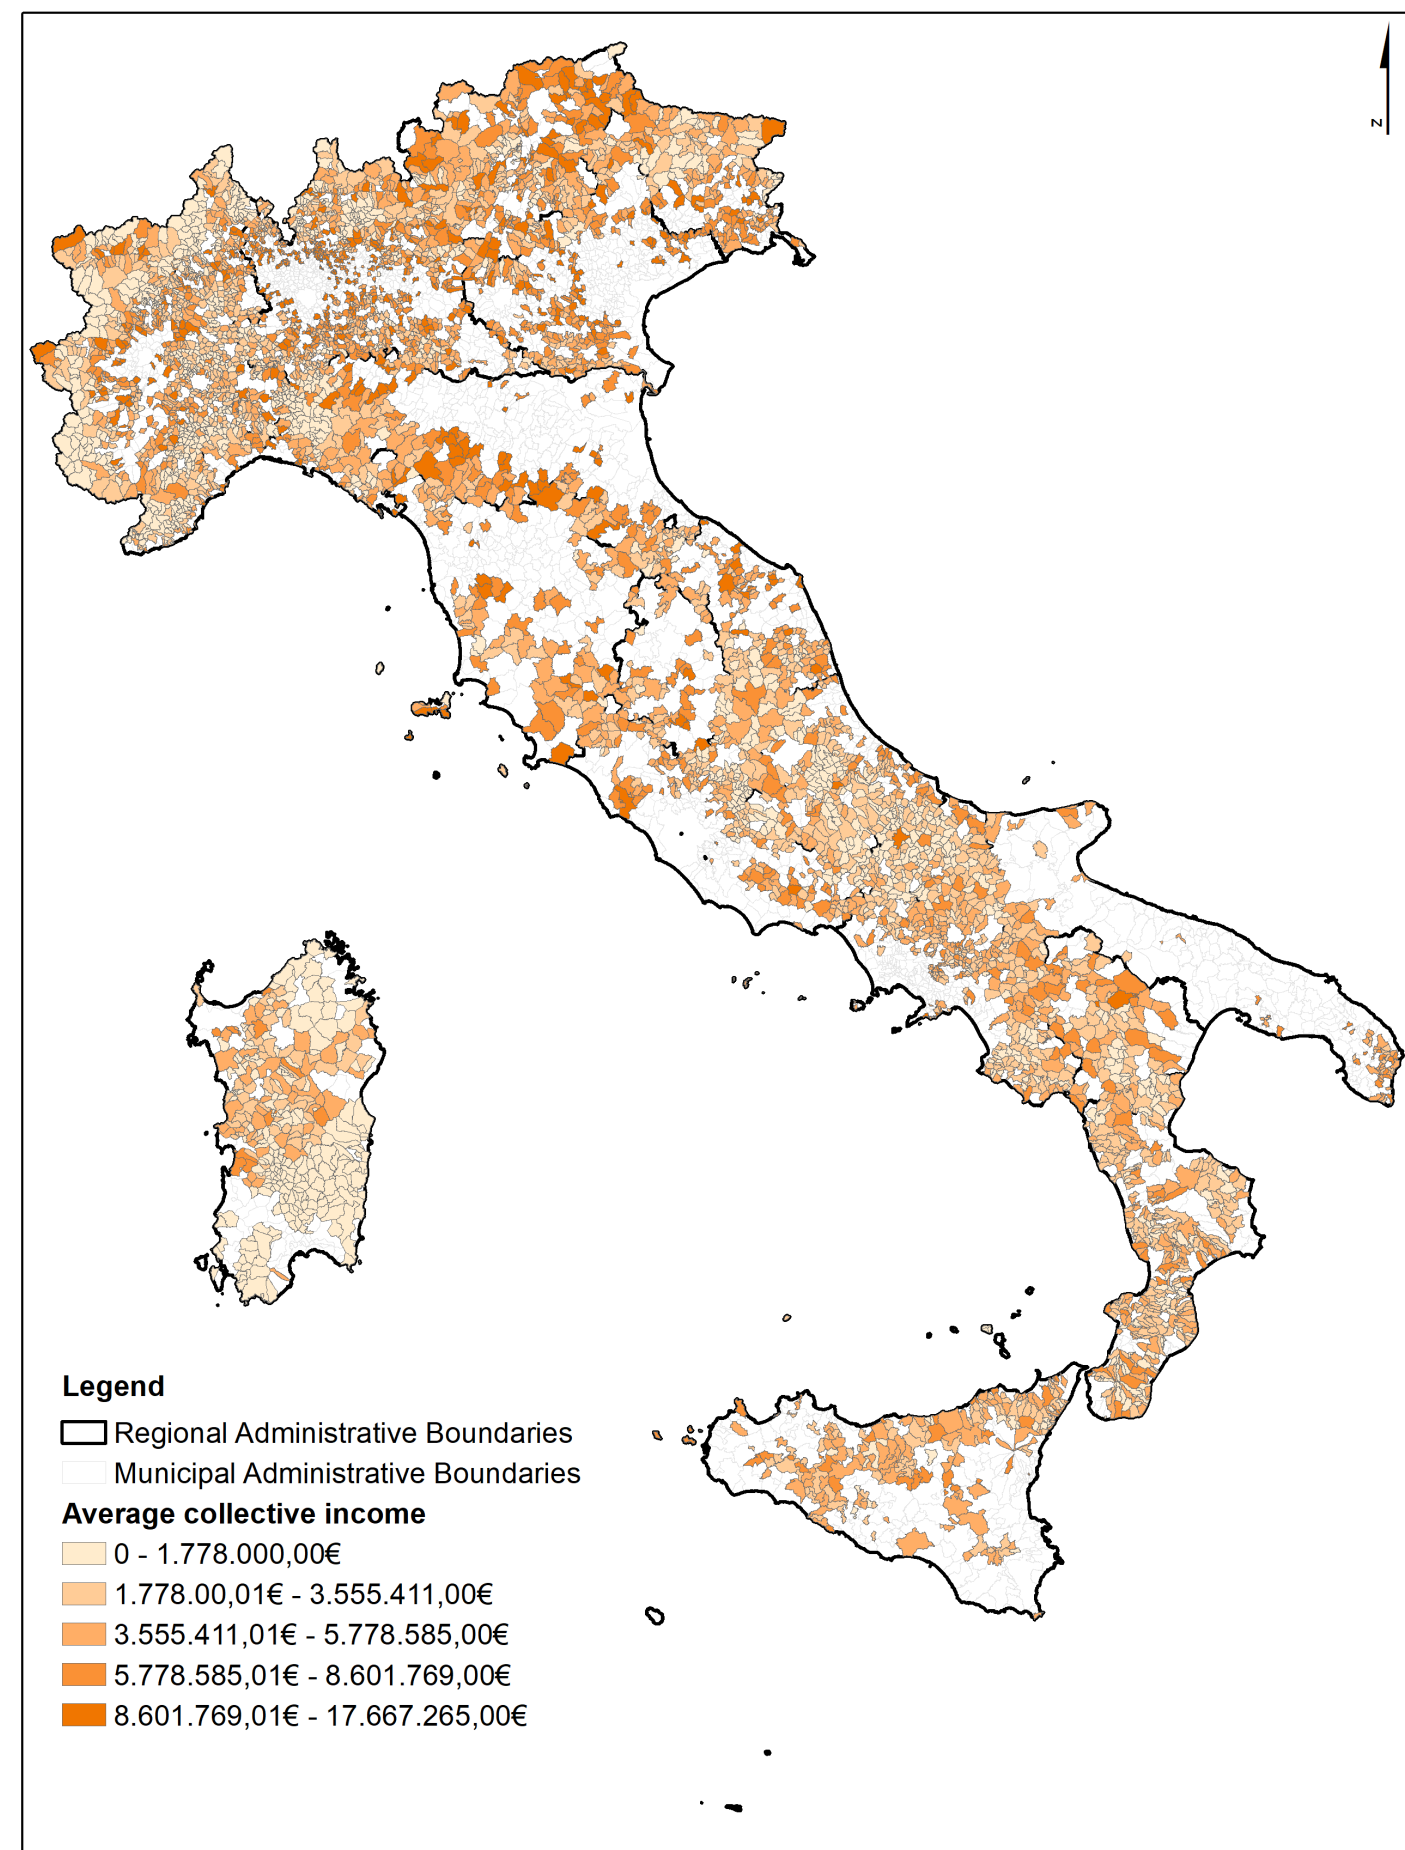 N
Legend
Regional Administrative Boundaries
Municipal Administrative Boundaries
Average collective income
0 - 1.778.000,00€
1.778.00,01€ - 3.555.411,00€
3.555.411,01€ - 5.778.585,00€
5.778.585,01€ - 8.601.769,00€
8.601.769,01€ - 17.667.265,00€